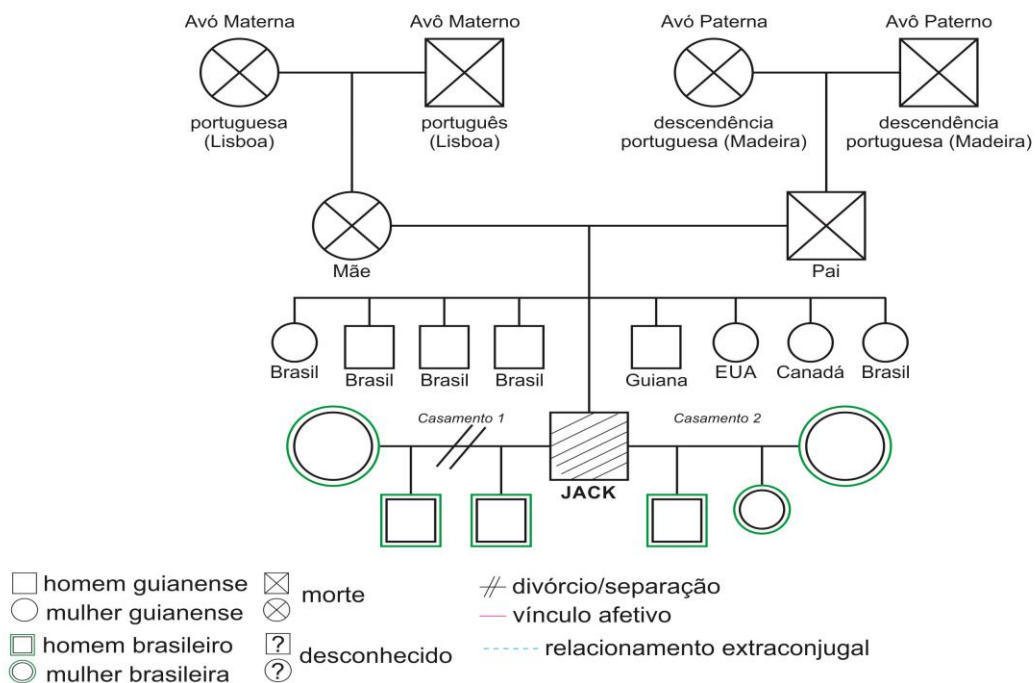 Avó Materna
Avô Materno
Avó Paterna
Avô Paterno
portuguesa
(Lisboa)
português
(Lisboa)
descendência
portuguesa (Madeira)
descendência
portuguesa (Madeira)
Mãe
Pai
Brasil
Brasil
Brasil
Brasil
Guiana
EUA
Canadá
Brasil
Casamento 1
Casamento 2
JACK
homem guianense
mulher guianense
homem brasileiro
mulher brasileira
morte
?
?
desconhecido
divórcio/separação
vínculo afetivo
relacionamento extraconjugal